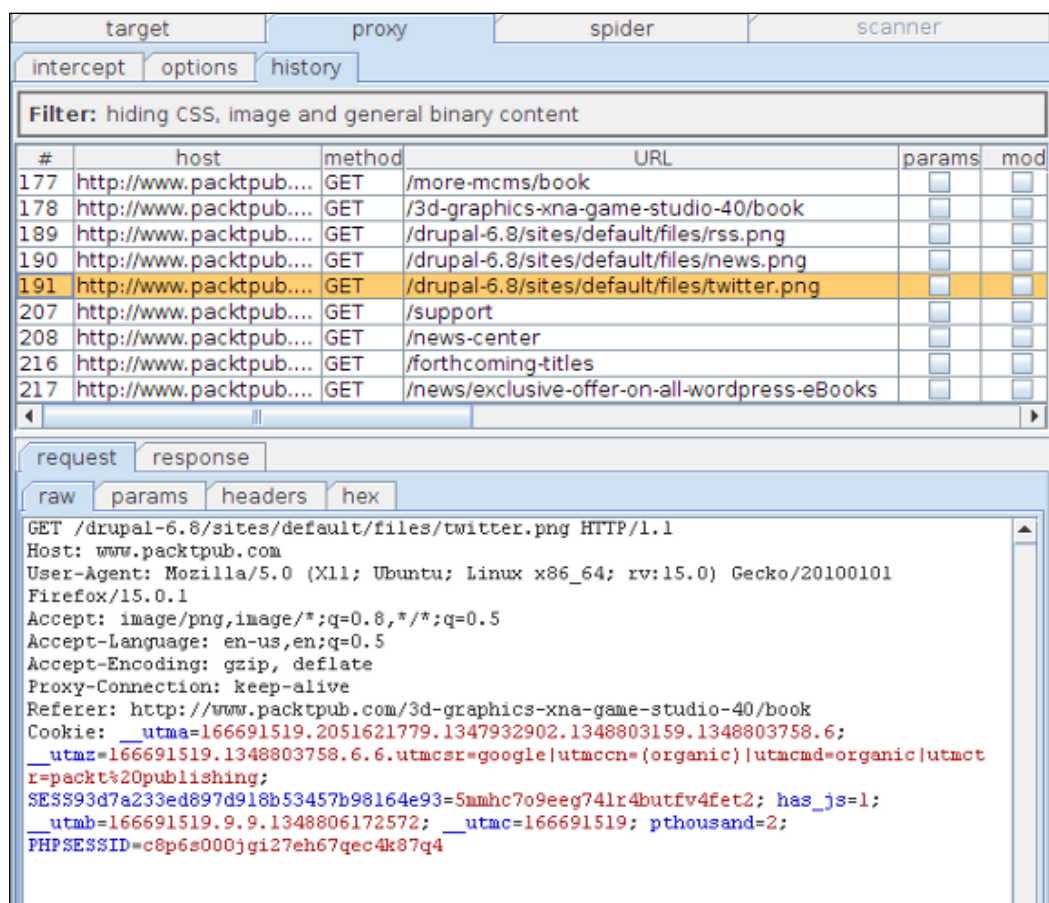 target proxy spider scanner
intercept options history
Filter: hiding CSS, image and general binary content
# host method URL params mod
177 http://www.packtpub.... GET /more-mcms/book
178 http://www.packtpub.... GET /3d-graphics-xna-game-studio-40/book
189 http://www.packtpub.... GET /drupal-6.8/sites/default/files/rss.png
190 http://www.packtpub.... GET /drupal-6.8/sites/default/files/news.png
191 http://www.packtpub.... GET /drupal-6.8/sites/default/files/twitter.png
207 http://www.packtpub.... GET /support
208 http://www.packtpub.... GET /news-center
216 http://www.packtpub.... GET /forthcoming-titles
217 http://www.packtpub.... GET /news/exclusive-offer-on-all-wordpress-eBooks
request response
raw params headers hex
GET /drupal-6.8/sites/default/files/twitter.png HTTP/1.1
Host: www.packtpub.com
User-Agent: Mozilla/5.0 (X11; Ubuntu; Linux x86_64; rv:15.0) Gecko/20100101
Firefox/15.0.1
Accept: image/png,image/*;q=0.8,*/*;q=0.5
Accept-Language: en-us,en;q=0.5
Accept-Encoding: gzip, deflate
Proxy-Connection: keep-alive
Referer: http://www.packtpub.com/3d-graphics-xna-game-studio-40/book
Cookie: __utma=166691519.2051621779.1347932902.1348803159.1348803758.6;
__utmz=166691519.1348803758.6.6.utmcsr=google|utmccn=(organic)|utmcmd=organic|utmct
r=packt%20publishing;
SESS93d7a233ed897d918b53457b98164e93=5mmhc7o9eeg74lr4butfv4fet2; has_js=1;
__utmb=166691519.9.9.1348806172572; __utmc=166691519; pthousand=2;
PHPSESSID=c8p6s000jgi27eh67qec4k87q4